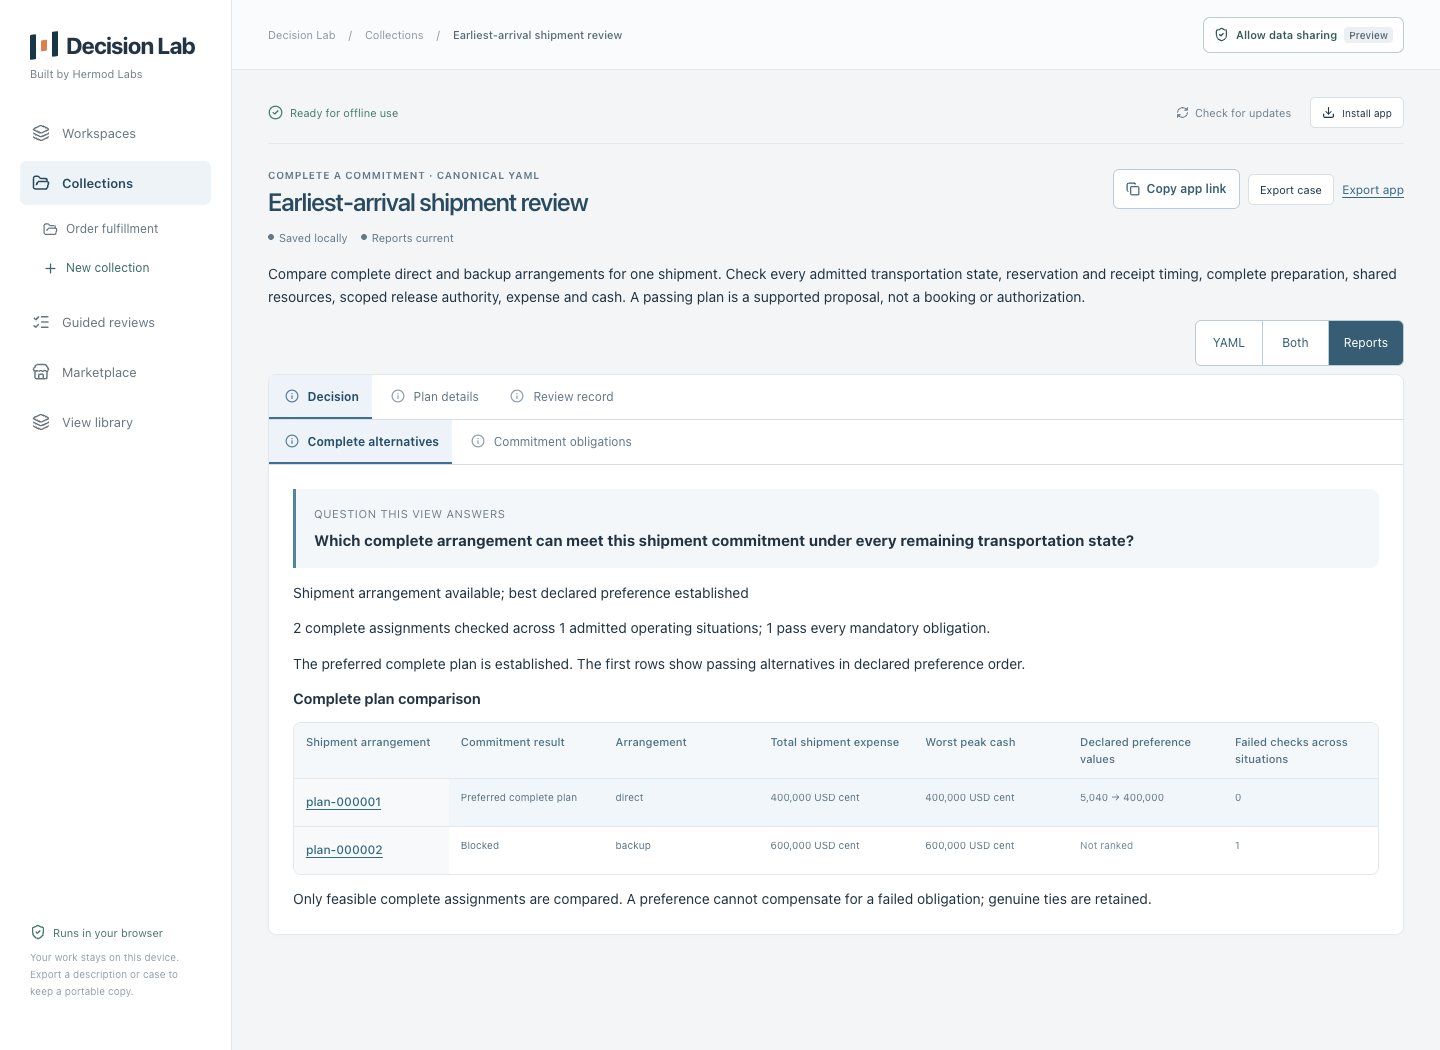 Decision Lab
Built by Hermod Labs
Workspaces
Collections
Order fulfillment
New collection
Guided reviews
Marketplace
View library
Runs in your browser
Your work stays on this device.
Export a description or case to
keep a portable copy.
Decision Lab / Collections / Earliest-arrival shipment review
Allow data sharing Preview
Ready for offline use
Check for updates
Install app
COMPLETE A COMMITMENT · CANONICAL YAML
Earliest-arrival shipment review
Copy app link
Export case
Export app
Saved locally
Reports current
Compare complete direct and backup arrangements for one shipment. Check every admitted transportation state, reservation and receipt timing, complete preparation, shared
resources, scoped release authority, expense and cash. A passing plan is a supported proposal, not a booking or authorization.
YAML Both Reports
Decision Plan details Review record
Complete alternatives Commitment obligations
QUESTION THIS VIEW ANSWERS
Which complete arrangement can meet this shipment commitment under every remaining transportation state?
Shipment arrangement available; best declared preference established
2 complete assignments checked across 1 admitted operating situations; 1 pass every mandatory obligation.
The preferred complete plan is established. The first rows show passing alternatives in declared preference order.
Complete plan comparison
Shipment arrangement Commitment result Arrangement Total shipment expense Worst peak cash Declared preference values Failed checks across situations
plan-000001 Preferred complete plan direct 400,000 USD cent 400,000 USD cent 5,040 → 400,000 0
plan-000002 Blocked backup 600,000 USD cent 600,000 USD cent Not ranked 1
Only feasible complete assignments are compared. A preference cannot compensate for a failed obligation; genuine ties are retained.